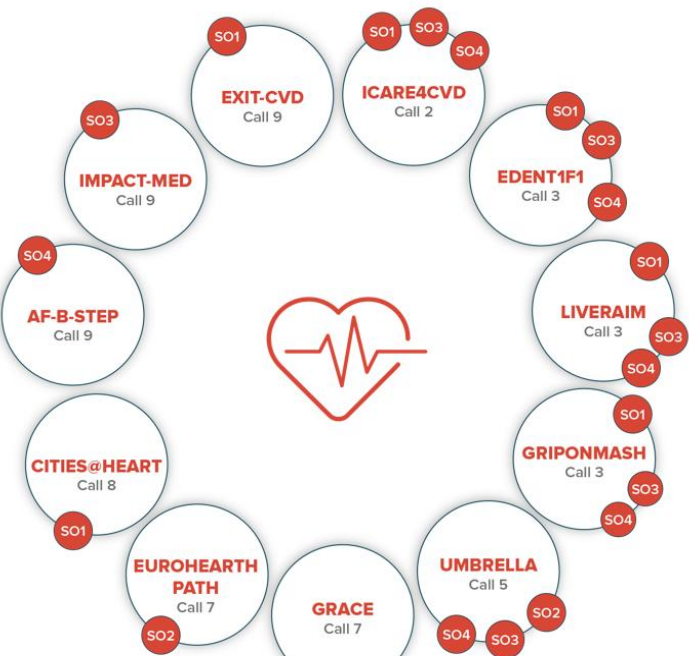 SO1
EXIT-CVD
Call 9
SO1
SO3
SO4
ICARE4CVD
Call 2
SO1
SO3
SO4
EDENT1F1
Call 3
SO1
SO3
SO4
LIVERAIM
Call 3
SO1
SO3
SO4
GRIPONMASH
Call 3
UMBRELLA
Call 5
SO2
SO3
SO4
GRACE
Call 7
EUROHEARTH
PATH
Call 7
SO2
CITIES@HEART
Call 8
SO1
SO4
AF-B-STEP
Call 9
SO3
IMPACT-MED
Call 9